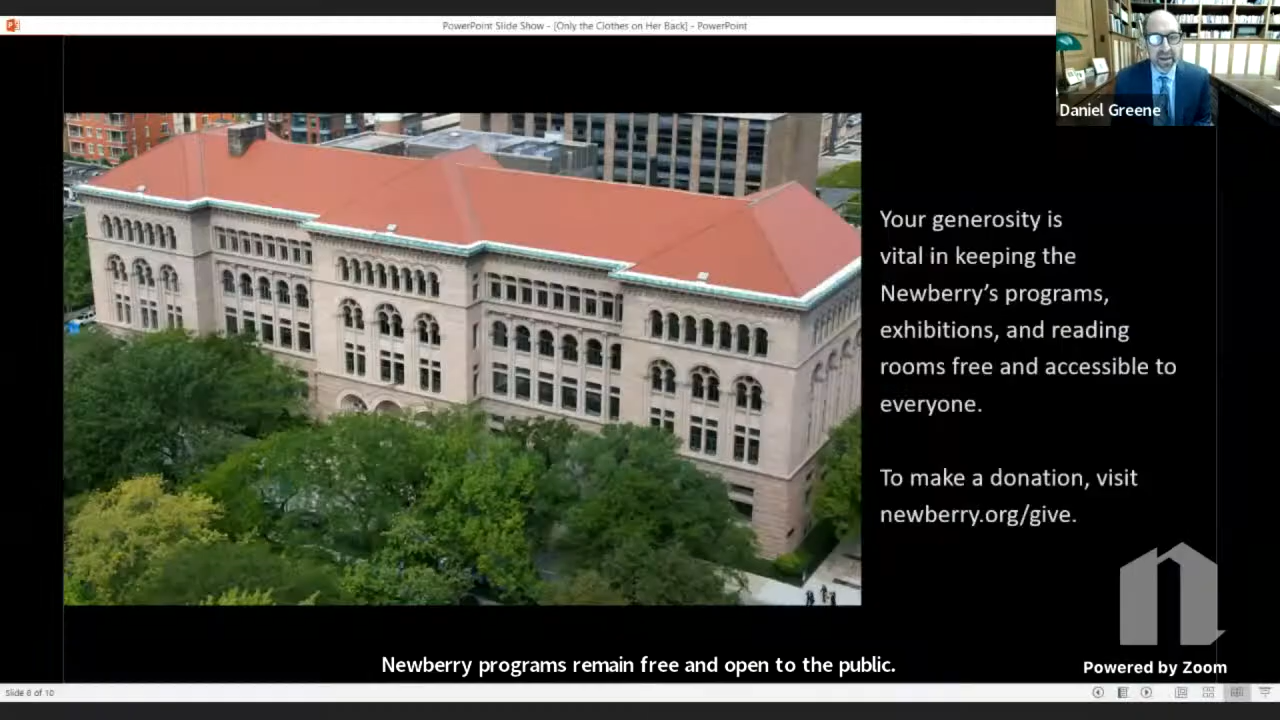 PowerPoint Slide Show - [Only the Clothes on Her Back] - PowerPoint
Daniel Greene
Your generosity is
vital in keeping the
Newberry’s programs,
exhibitions, and reading
rooms free and accessible to
everyone.
To make a donation, visit
newberry.org/give.
Newberry programs remain free and open to the public.
Powered by Zoom
Slide 6 of 10